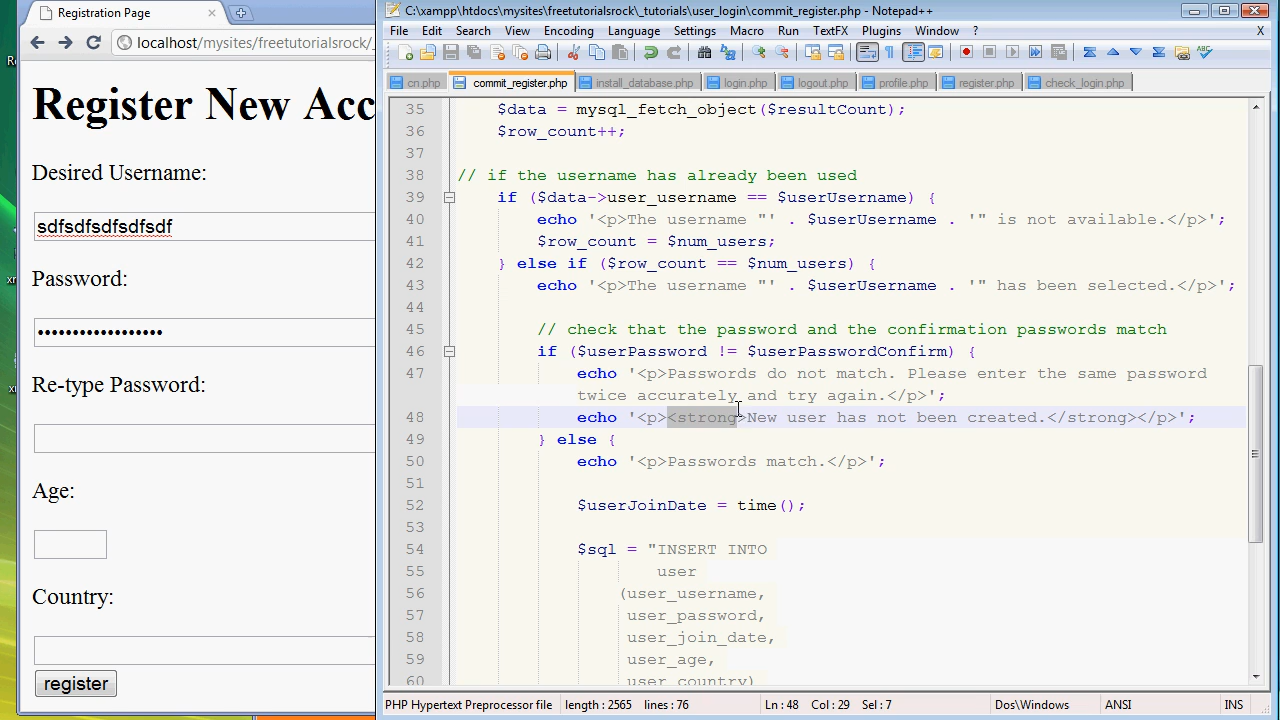 Registration Page
localhost/mysites/freetutorialsrock/_
Register New Acc
Desired Username:
sdfsdfsdfsdfsdf
Password:
••••••••••••••••••
Re-type Password:
Age:
Country:
register
C:\xampp\htdocs\mysites\freetutorialsrock\_tutorials\user_login\commit_register.php - Notepad++
File Edit Search View Encoding Language Settings Macro Run TextFX Plugins Window ? X
cn.php commit_register.php install_database.php login.php logout.php profile.php register.php check_login.php
35 $data = mysql_fetch_object($resultCount);
36 $row_count++;
37
38 // if the username has already been used
39 if ($data->user_username == $userUsername) {
40 echo '<p>The username "' . $userUsername . '" is not available.</p>';
41 $row_count = $num_users;
42 } else if ($row_count == $num_users) {
43 echo '<p>The username "' . $userUsername . '" has been selected.</p>';
44
45 // check that the password and the confirmation passwords match
46 if ($userPassword != $userPasswordConfirm) {
47 echo '<p>Passwords do not match. Please enter the same password
twice accurately and try again.</p>';
48 echo '<p><strong>New user has not been created.</strong></p>';
49 } else {
50 echo '<p>Passwords match.</p>';
51
52 $userJoinDate = time();
53
54 $sql = "INSERT INTO
55 user
56 (user_username,
57 user_password,
58 user_join_date,
59 user_age,
60 user_country)
PHP Hypertext Preprocessor file length : 2565 lines : 76 Ln : 48 Col : 29 Sel : 7 Dos\Windows ANSI INS